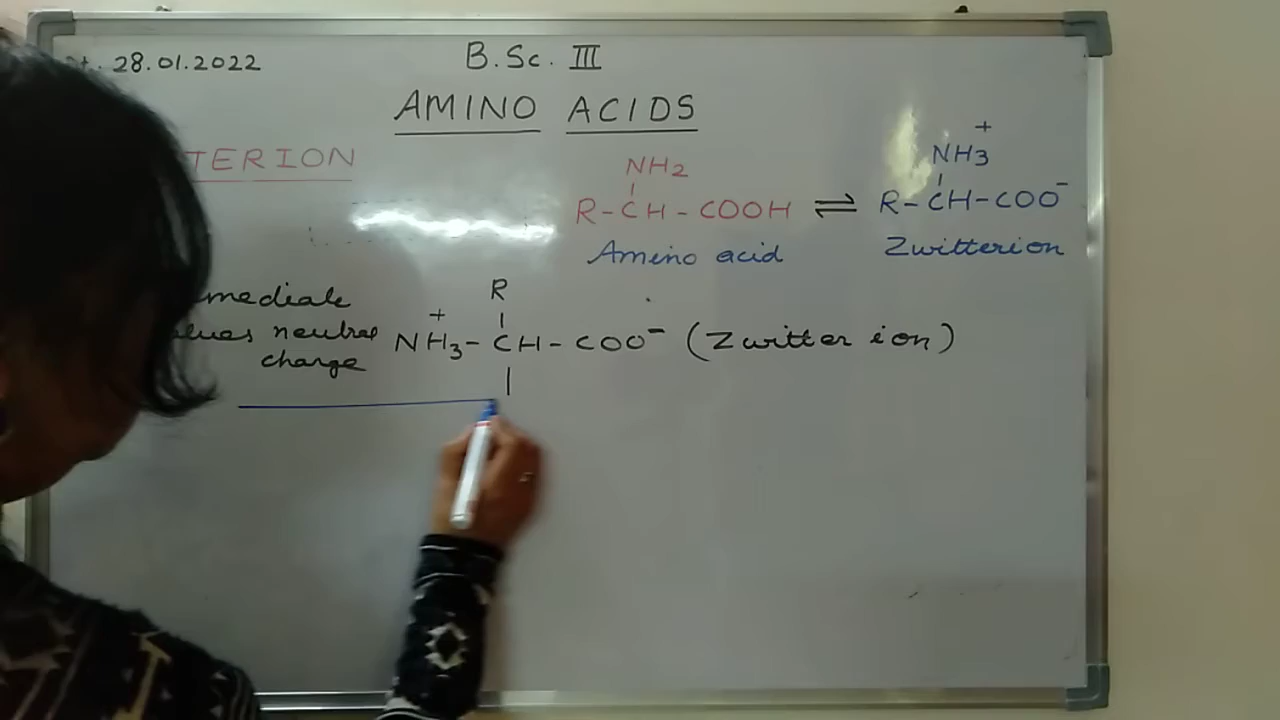 28.01.2022
B.Sc. III
AMINO ACIDS
TERION
NH2
R-CH-COOH ⇌
Amino acid
+
NH3
R-CH-COO-
Zwitterion
R
+
NH3-CH-COO- (Zwitter ion)
neutral
charge